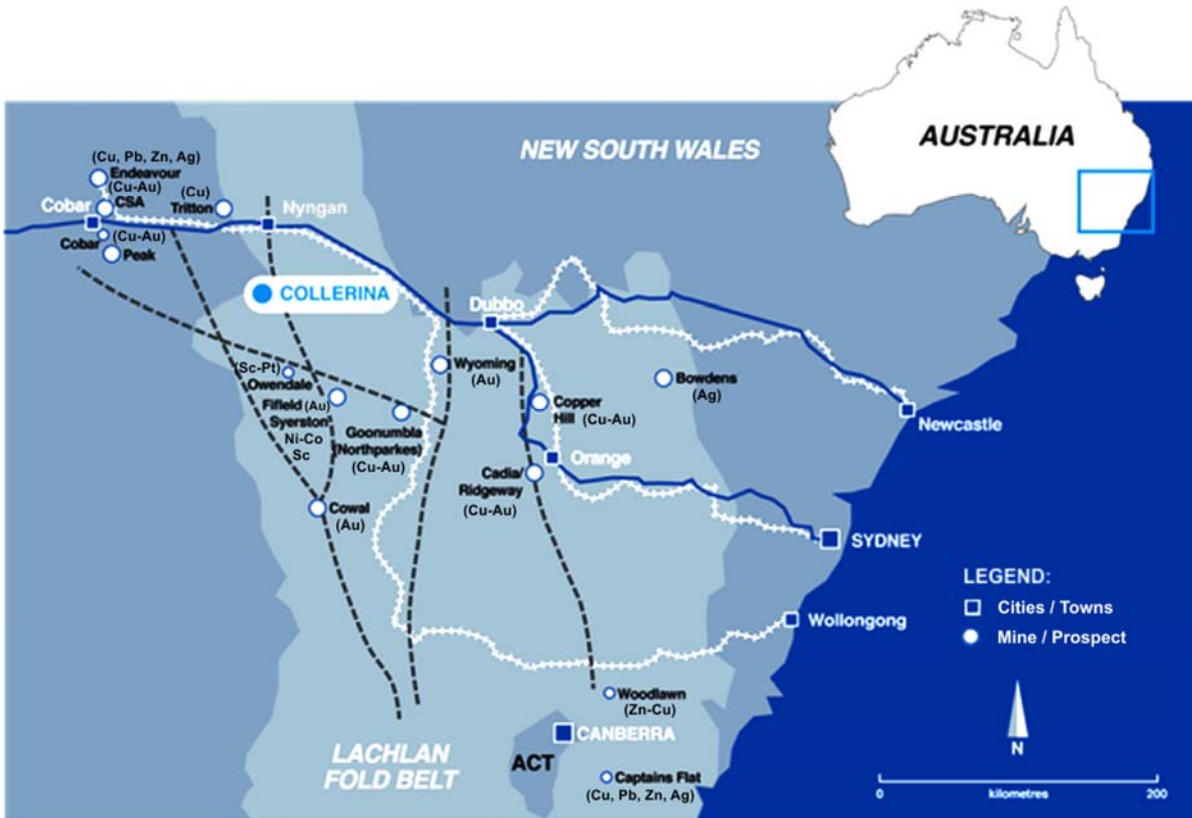 AUSTRALIA
NEW SOUTH WALES
(Cu, Pb, Zn, Ag)
Endeavour
(Cu-Au)
CSA
(Cu)
Tritton
Cobar
Nyngan
Cobar
(Cu-Au)
Peak
COLLERINA
Dubbo
(Sc-Pt)
Owendale
Wyoming
(Au)
Bowdens
(Ag)
Fifield (Au)
Syerston
Ni-Co
Sc
Goonumbla
(Northparkes)
(Cu-Au)
Copper
Hill (Cu-Au)
Newcastle
Orange
Cadia/
Ridgeway
(Cu-Au)
Cowal
(Au)
SYDNEY
LEGEND:
Cities / Towns
Mine / Prospect
Wollongong
Woodlawn
(Zn-Cu)
CANBERRA
ACT
LACHLAN
FOLD BELT
Captains Flat
(Cu, Pb, Zn, Ag)
N
0 kilometres 200